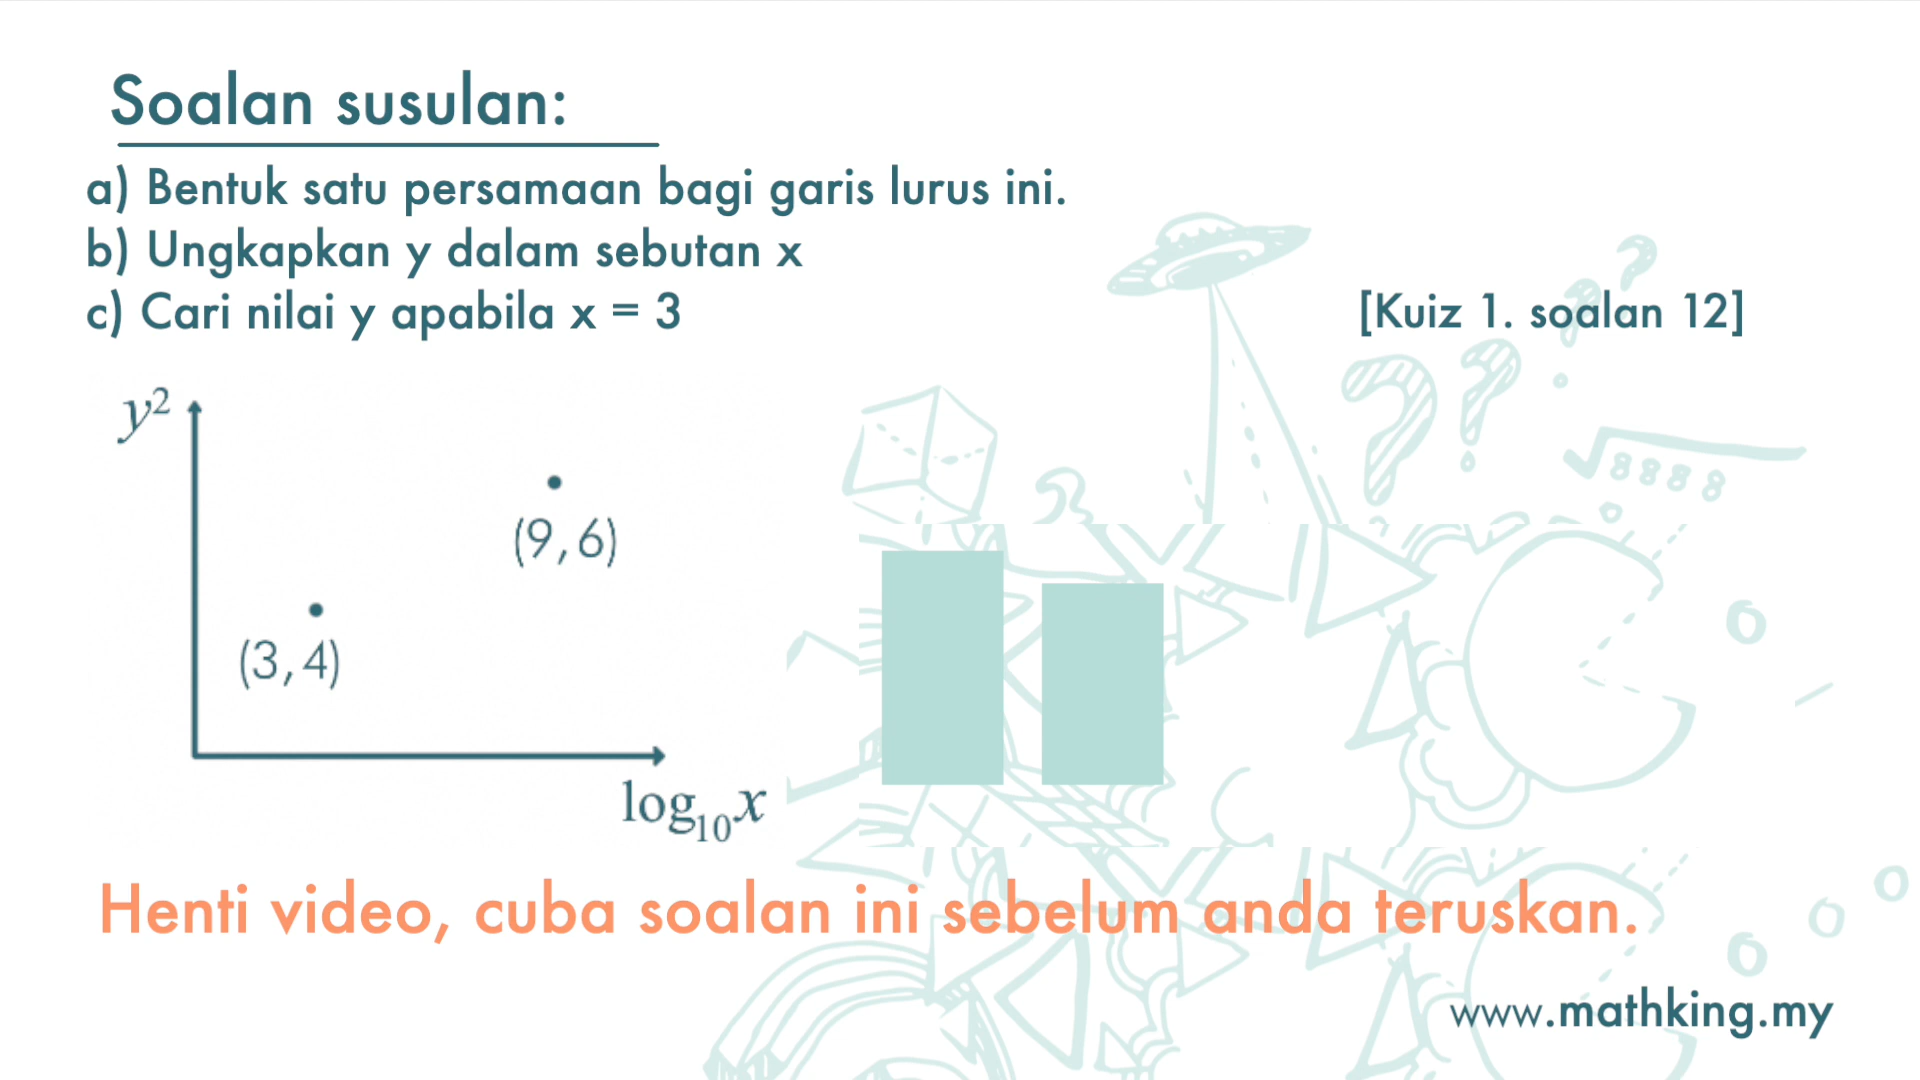 Soalan susulan:
a) Bentuk satu persamaan bagi garis lurus ini.
b) Ungkapkan y dalam sebutan x
c) Cari nilai y apabila x = 3
[Kuiz 1. soalan 12]
y²
(9,6)
(3,4)
log₁₀x
8888
Henti video, cuba soalan ini sebelum anda teruskan.
www.mathking.my